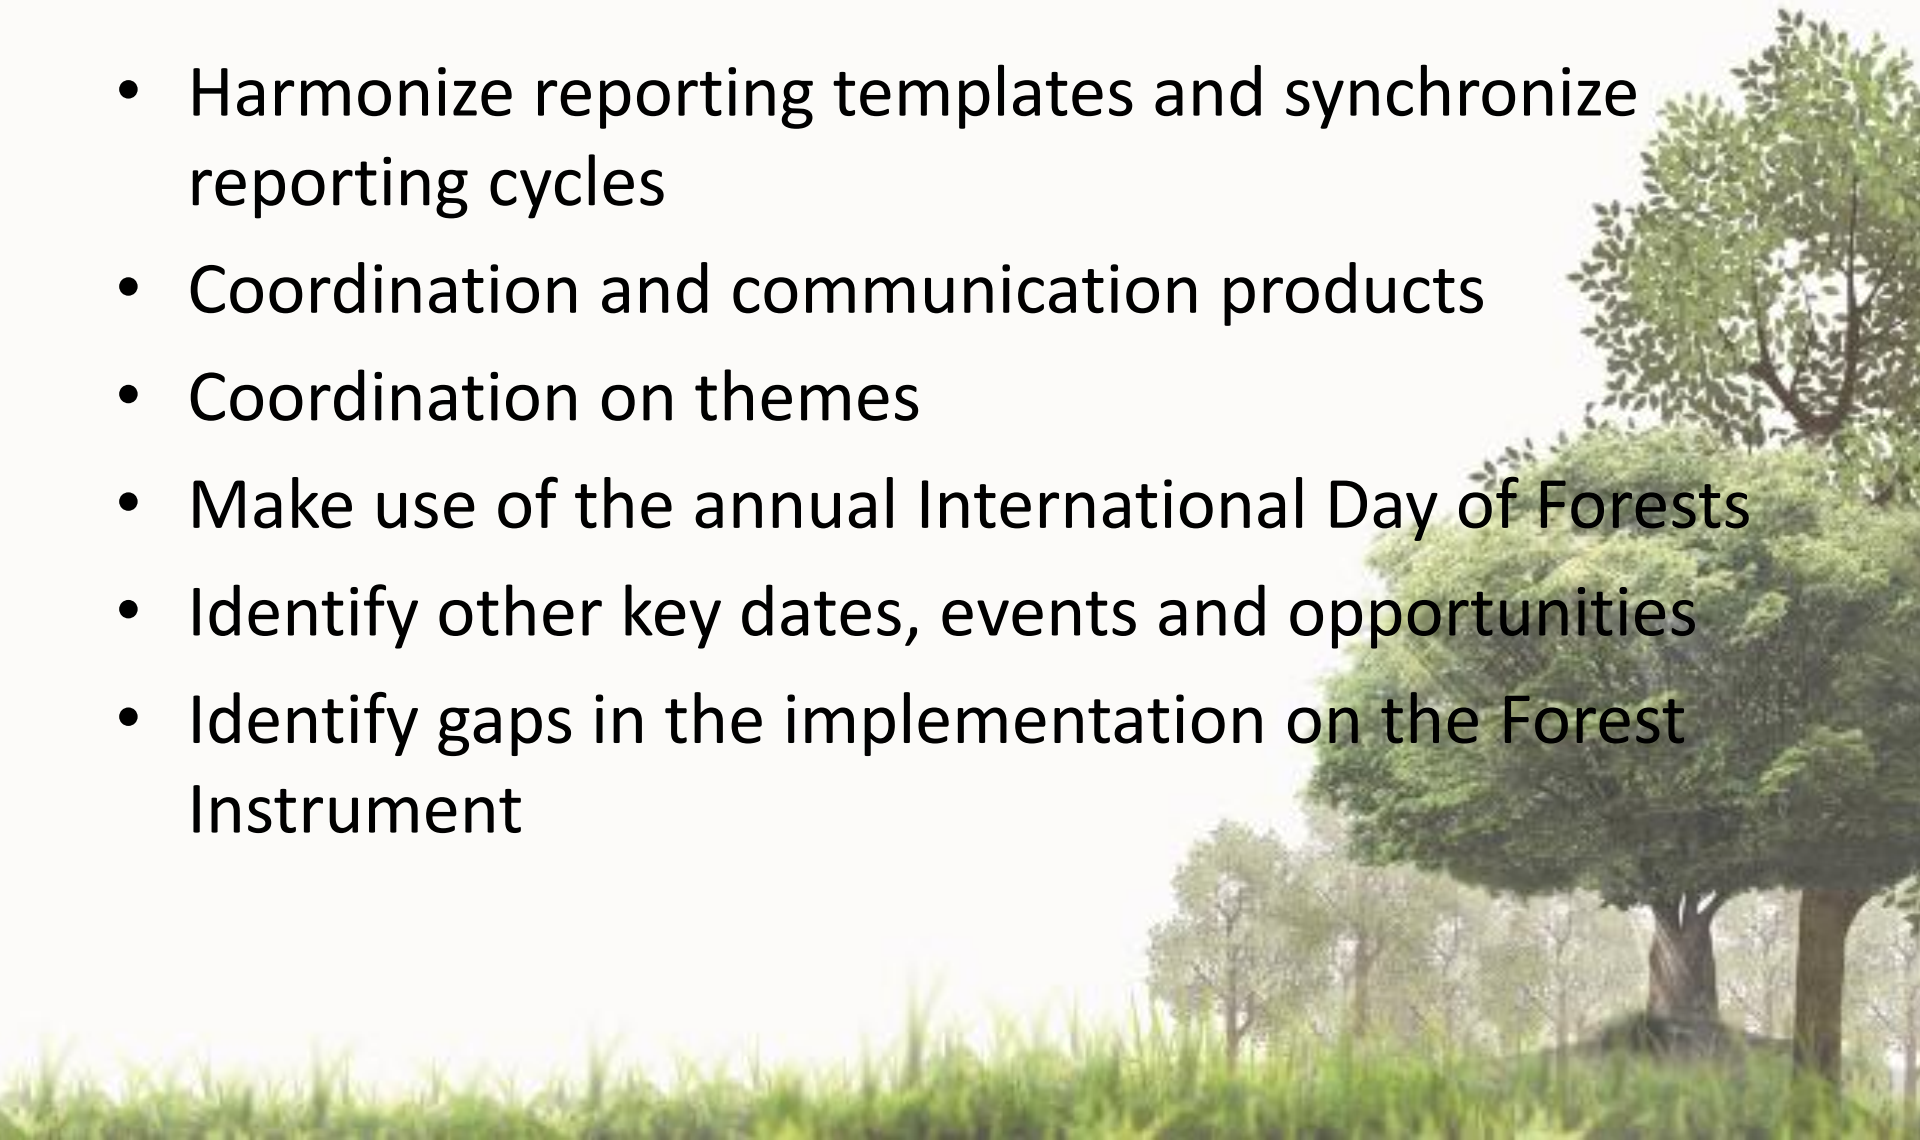 • Harmonize reporting templates and synchronize
reporting cycles
• Coordination and communication products
• Coordination on themes
• Make use of the annual International Day of Forests
• Identify other key dates, events and opportunities
• Identify gaps in the implementation on the Forest
Instrument